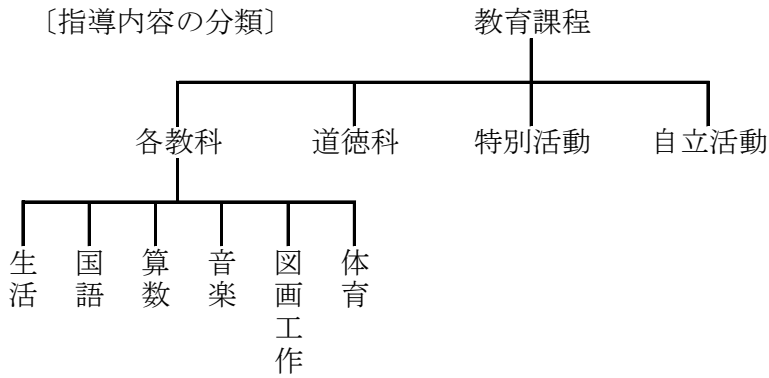 〔指導内容の分類〕
教育課程
各教科
道徳科
特別活動
自立活動
生活
国語
算数
音楽
図画工作
体育